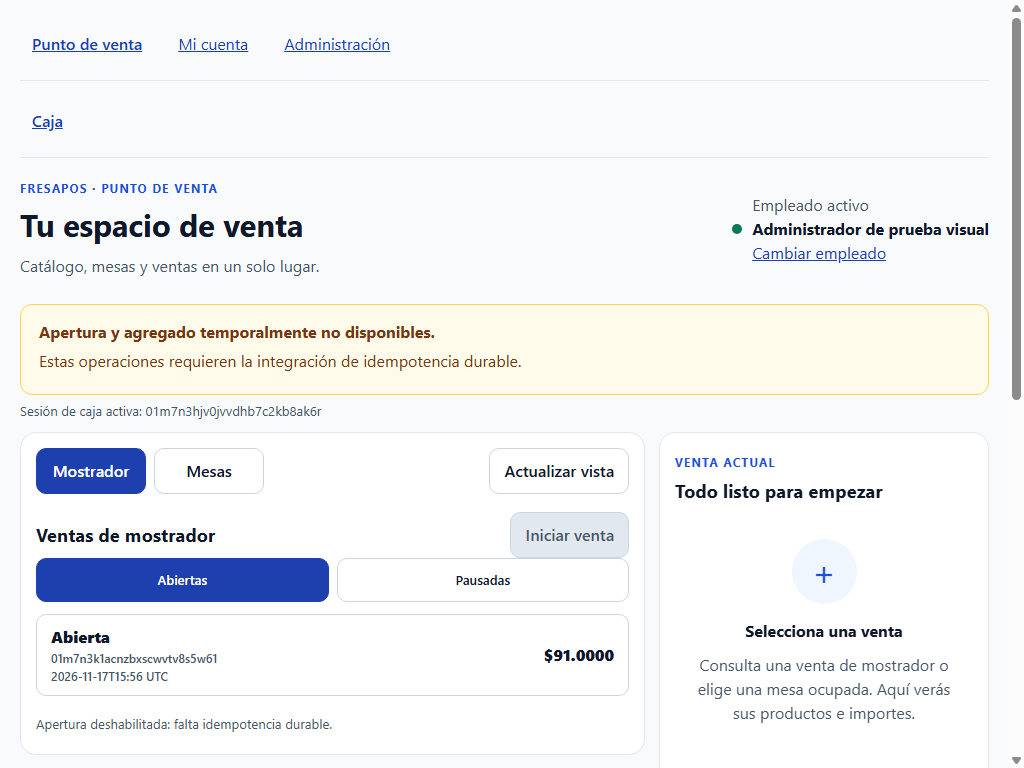 Punto de venta
Mi cuenta
Administración
Caja
FRESAPOS · PUNTO DE VENTA
Tu espacio de venta
Catálogo, mesas y ventas en un solo lugar.
Empleado activo
Administrador de prueba visual
Cambiar empleado
Apertura y agregado temporalmente no disponibles.
Estas operaciones requieren la integración de idempotencia durable.
Sesión de caja activa: 01m7n3hjv0jvvdhb7c2kb8ak6r
Mostrador
Mesas
Actualizar vista
Ventas de mostrador
Iniciar venta
Abiertas
Pausadas
Abierta
01m7n3k1acnzbxscwvtv8s5w61
2026-11-17T15:56 UTC
$91.0000
Apertura deshabilitada: falta idempotencia durable.
VENTA ACTUAL
Todo listo para empezar
+
Selecciona una venta
Consulta una venta de mostrador o
elige una mesa ocupada. Aquí verás
sus productos e importes.